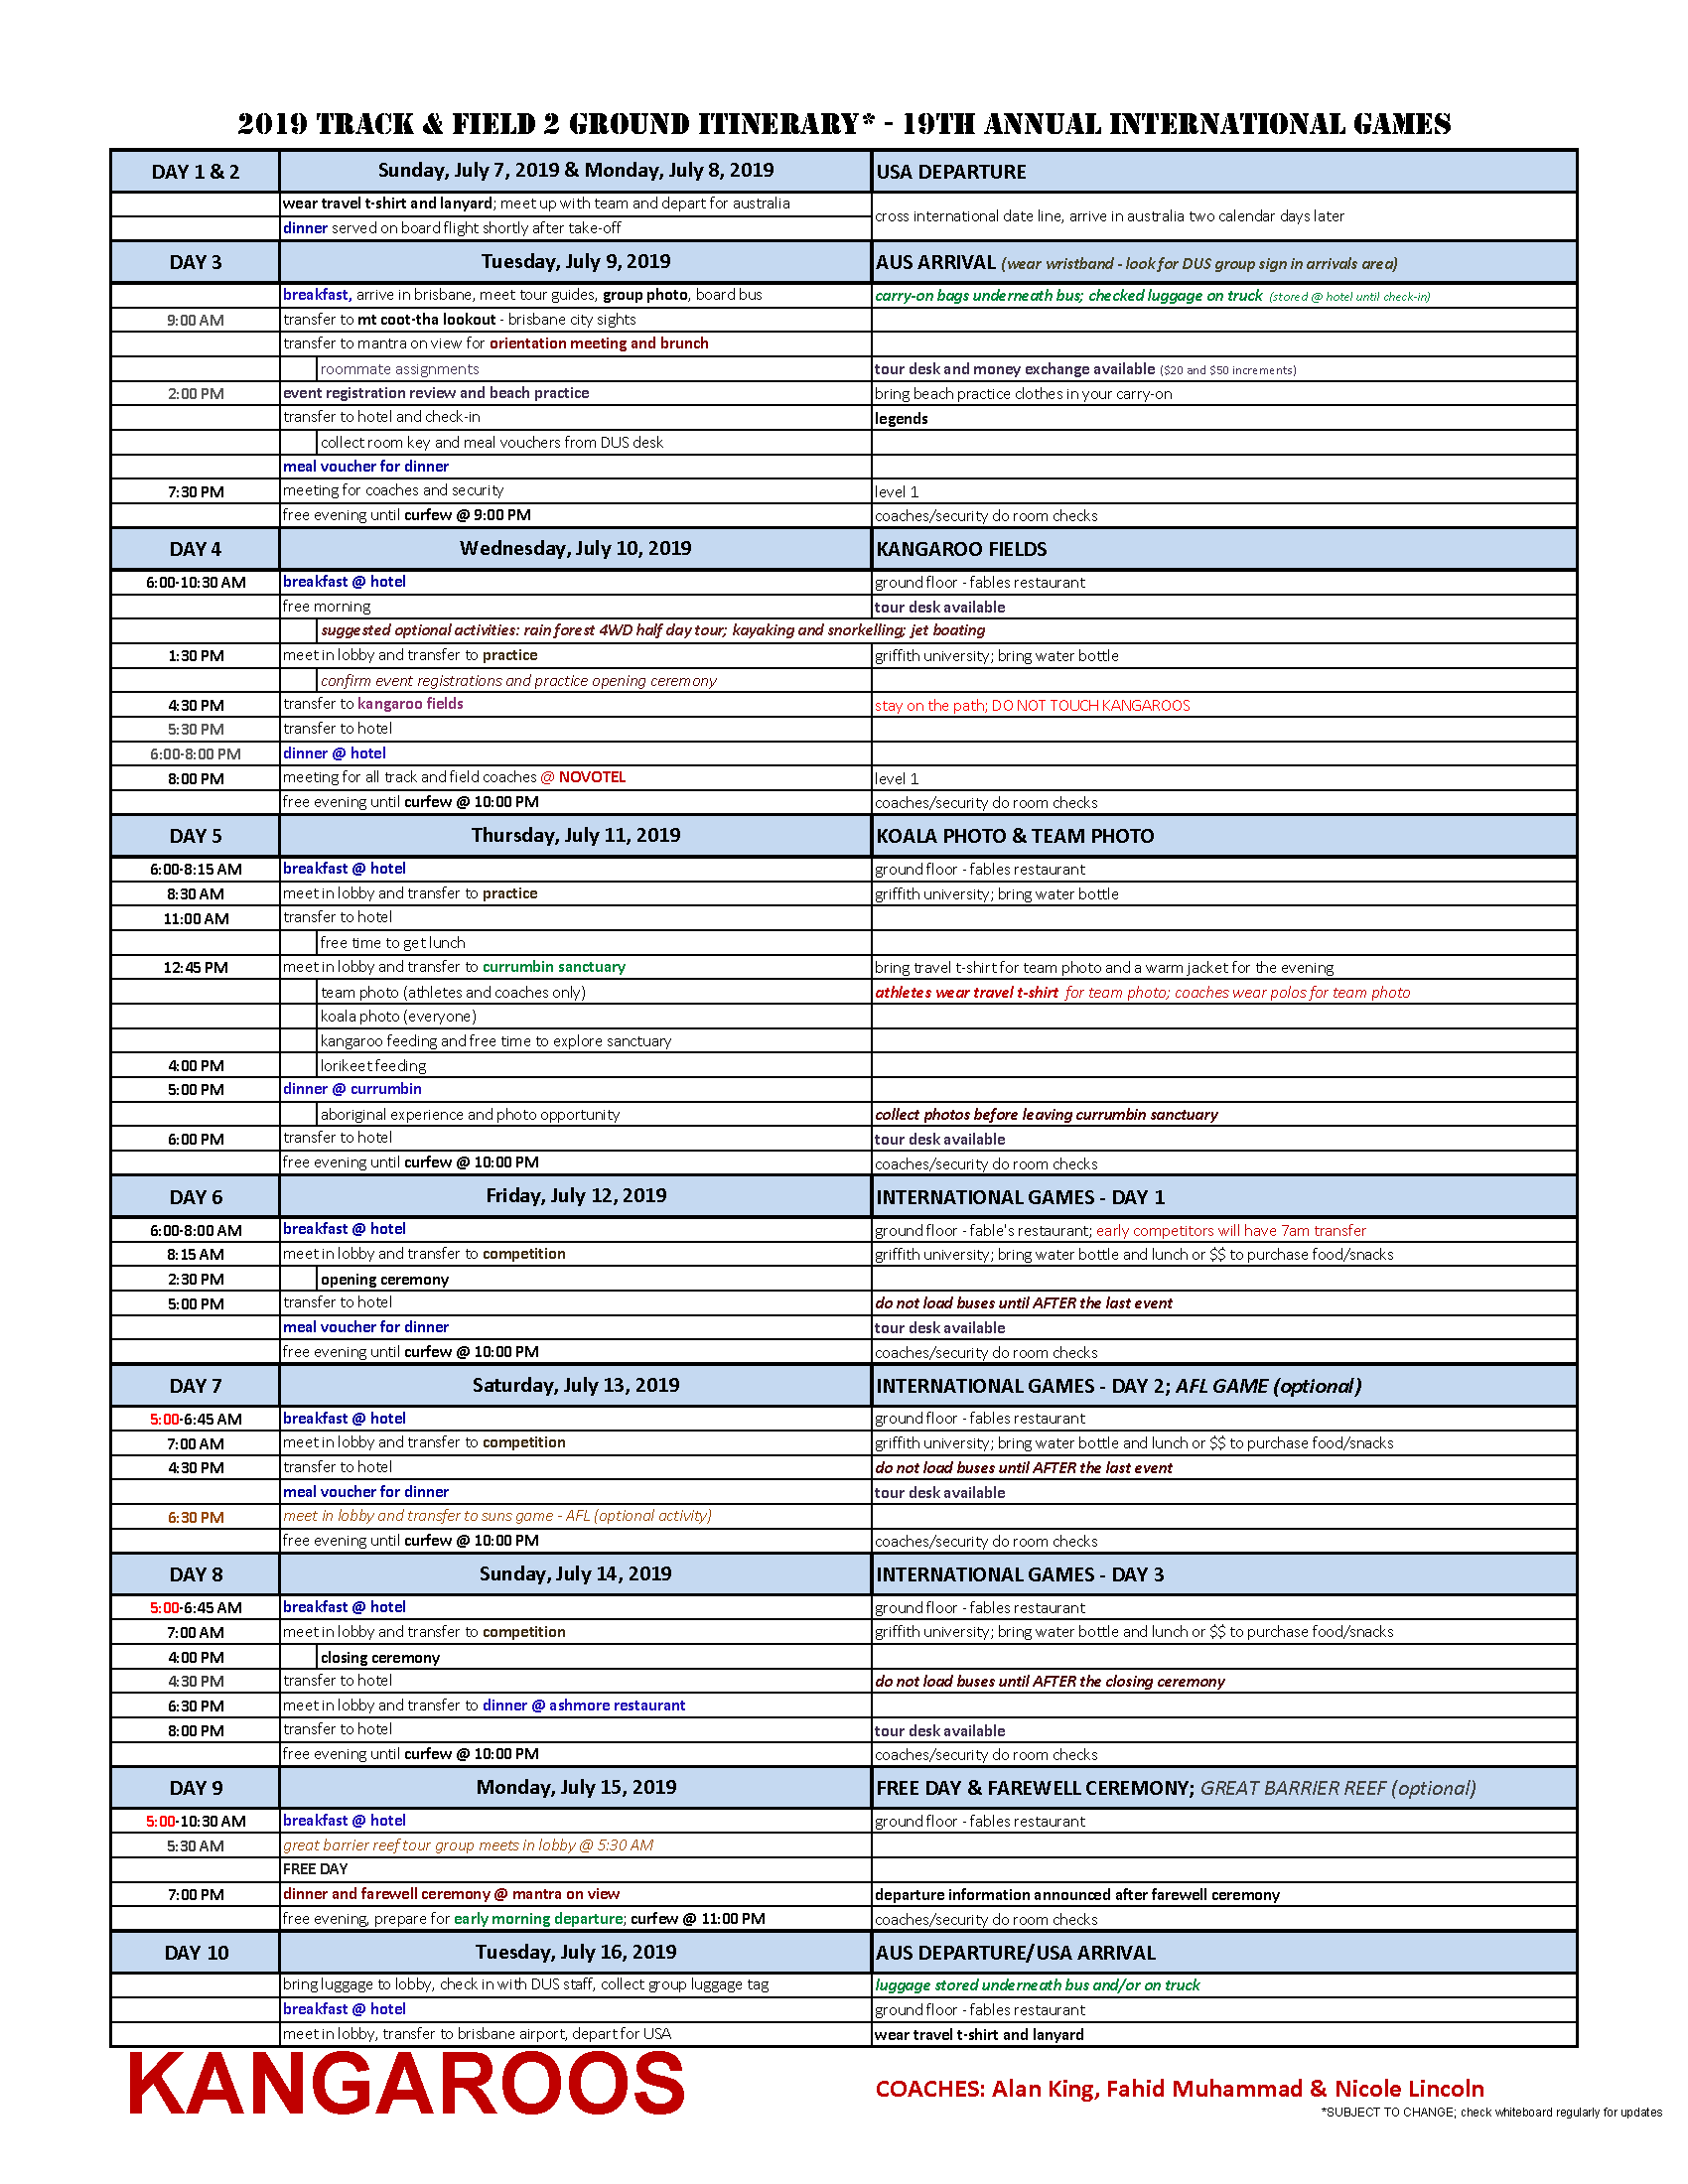 2019 TRACK & FIELD 2 GROUND ITINERARY* - 19TH ANNUAL INTERNATIONAL GAMES
DAY 1 & 2 Sunday, July 7, 2019 & Monday, July 8, 2019 USA DEPARTURE
wear travel t-shirt and lanyard; meet up with team and depart for australia
cross international date line, arrive in australia two calendar days later
dinner served on board flight shortly after take-off
DAY 3 Tuesday, July 9, 2019 AUS ARRIVAL (wear wristband - look for DUS group sign in arrivals area)
breakfast, arrive in brisbane, meet tour guides, group photo, board bus carry-on bags underneath bus; checked luggage on truck (stored @ hotel until check-in)
9:00 AM transfer to mt coot-tha lookout - brisbane city sights
transfer to mantra on view for orientation meeting and brunch
roommate assignments tour desk and money exchange available ($20 and $50 increments)
2:00 PM event registration review and beach practice bring beach practice clothes in your carry-on
transfer to hotel and check-in legends
collect room key and meal vouchers from DUS desk
meal voucher for dinner
7:30 PM meeting for coaches and security level 1
free evening until curfew @ 9:00 PM coaches/security do room checks
DAY 4 Wednesday, July 10, 2019 KANGAROO FIELDS
6:00-10:30 AM breakfast @ hotel ground floor - fables restaurant
free morning tour desk available
suggested optional activities: rain forest 4WD half day tour; kayaking and snorkelling; jet boating
1:30 PM meet in lobby and transfer to practice griffith university; bring water bottle
confirm event registrations and practice opening ceremony
4:30 PM transfer to kangaroo fields stay on the path; DO NOT TOUCH KANGAROOS
5:30 PM transfer to hotel
6:00-8:00 PM dinner @ hotel
8:00 PM meeting for all track and field coaches @ NOVOTEL level 1
free evening until curfew @ 10:00 PM coaches/security do room checks
DAY 5 Thursday, July 11, 2019 KOALA PHOTO & TEAM PHOTO
6:00-8:15 AM breakfast @ hotel ground floor - fables restaurant
8:30 AM meet in lobby and transfer to practice griffith university; bring water bottle
11:00 AM transfer to hotel
free time to get lunch
12:45 PM meet in lobby and transfer to currumbin sanctuary bring travel t-shirt for team photo and a warm jacket for the evening
team photo (athletes and coaches only) athletes wear travel t-shirt for team photo; coaches wear polos for team photo
koala photo (everyone)
kangaroo feeding and free time to explore sanctuary
4:00 PM lorikeet feeding
5:00 PM dinner @ currumbin
aboriginal experience and photo opportunity collect photos before leaving currumbin sanctuary
6:00 PM transfer to hotel tour desk available
free evening until curfew @ 10:00 PM coaches/security do room checks
DAY 6 Friday, July 12, 2019 INTERNATIONAL GAMES - DAY 1
6:00-8:00 AM breakfast @ hotel ground floor - fable's restaurant; early competitors will have 7am transfer
8:15 AM meet in lobby and transfer to competition griffith university; bring water bottle and lunch or $$ to purchase food/snacks
2:30 PM opening ceremony
5:00 PM transfer to hotel do not load buses until AFTER the last event
meal voucher for dinner tour desk available
free evening until curfew @ 10:00 PM coaches/security do room checks
DAY 7 Saturday, July 13, 2019 INTERNATIONAL GAMES - DAY 2; AFL GAME (optional)
5:00-6:45 AM breakfast @ hotel ground floor - fables restaurant
7:00 AM meet in lobby and transfer to competition griffith university; bring water bottle and lunch or $$ to purchase food/snacks
4:30 PM transfer to hotel do not load buses until AFTER the last event
meal voucher for dinner tour desk available
6:30 PM meet in lobby and transfer to suns game - AFL (optional activity)
free evening until curfew @ 10:00 PM coaches/security do room checks
DAY 8 Sunday, July 14, 2019 INTERNATIONAL GAMES - DAY 3
5:00-6:45 AM breakfast @ hotel ground floor - fables restaurant
7:00 AM meet in lobby and transfer to competition griffith university; bring water bottle and lunch or $$ to purchase food/snacks
4:00 PM closing ceremony
4:30 PM transfer to hotel do not load buses until AFTER the closing ceremony
6:30 PM meet in lobby and transfer to dinner @ ashmore restaurant
8:00 PM transfer to hotel tour desk available
free evening until curfew @ 10:00 PM coaches/security do room checks
DAY 9 Monday, July 15, 2019 FREE DAY & FAREWELL CEREMONY; GREAT BARRIER REEF (optional)
5:00-10:30 AM breakfast @ hotel ground floor - fables restaurant
5:30 AM great barrier reef tour group meets in lobby @ 5:30 AM
FREE DAY
7:00 PM dinner and farewell ceremony @ mantra on view departure information announced after farewell ceremony
free evening, prepare for early morning departure; curfew @ 11:00 PM coaches/security do room checks
DAY 10 Tuesday, July 16, 2019 AUS DEPARTURE/USA ARRIVAL
bring luggage to lobby, check in with DUS staff, collect group luggage tag luggage stored underneath bus and/or on truck
breakfast @ hotel ground floor - fables restaurant
meet in lobby, transfer to brisbane airport, depart for USA wear travel t-shirt and lanyard
KANGAROOS COACHES: Alan King, Fahid Muhammad & Nicole Lincoln
*SUBJECT TO CHANGE; check whiteboard regularly for updates